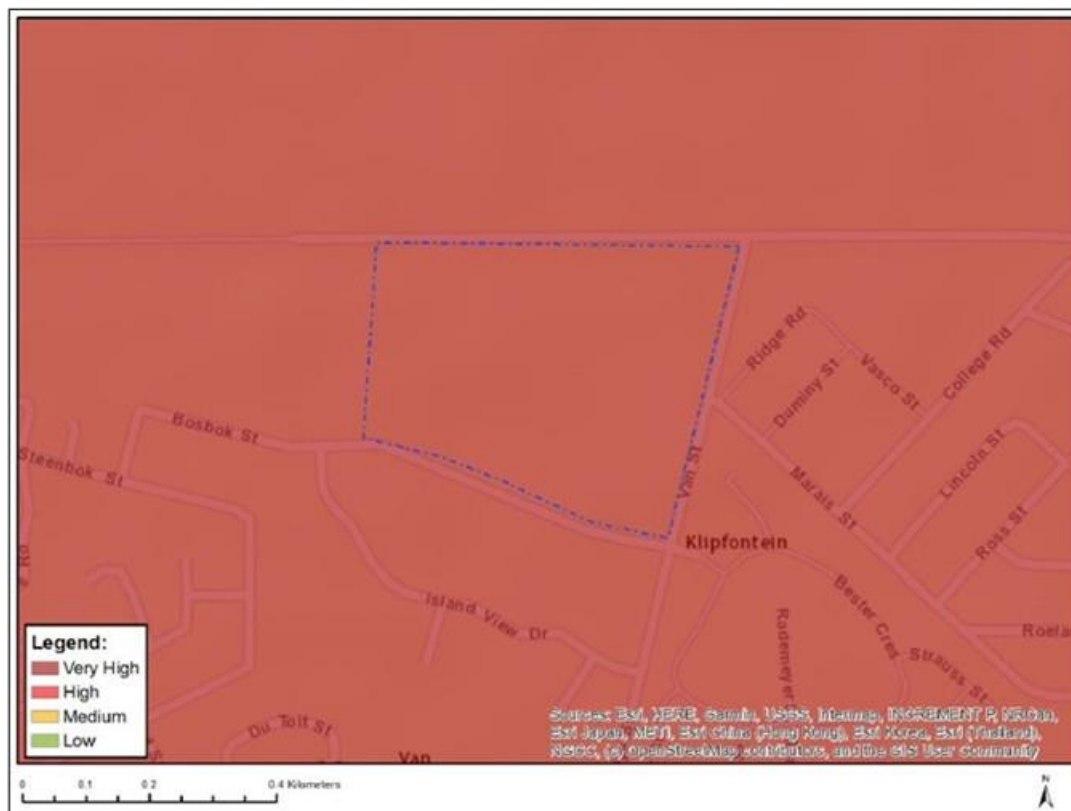 Ridge Rd
Duminy St
Vasco St
College Rd
Bosbok St
Steenbok St
Lincoln St
Marais St
Ross St
Van St
Klipfontein
Island View Dr
Bester Cres
Strauss St
Du Toit St
Van
Legend:
Very High
High
Medium
Low
Sources: Esri, HERE, Garmin, USGS, Intermap, INCREMENT P, NRCan,
Esri Japan, METI, Esri China (Hong Kong), Esri Korea, Esri (Thailand),
NGCC, (c) OpenStreetMap contributors, and the GIS User Community
0 0.1 0.2 0.4 Kilometers
N